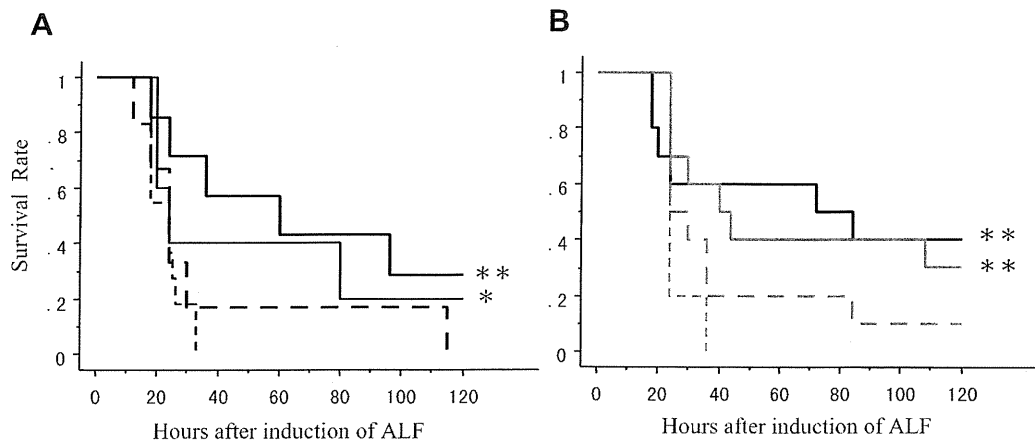 A
B
1
. 8
. 6
. 4
. 2
0
Survival Rate
**
*
0 20 40 60 80 100 120
Hours after induction of ALF
1
. 8
. 6
. 4
. 2
0
**
**
0 20 40 60 80 100 120
Hours after induction of ALF